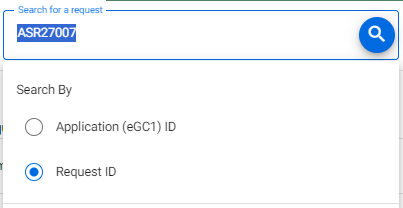 Search for a request
ASR27007
Search By
Application (eGC1) ID
Request ID